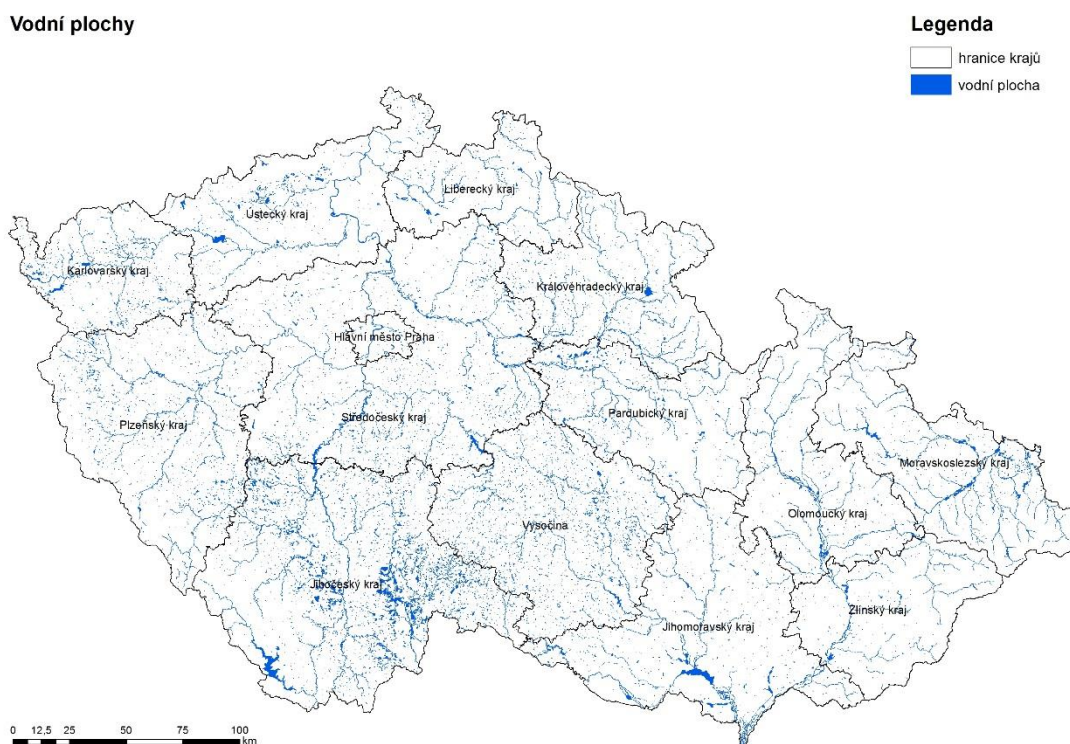 Vodní plochy
Legenda
hranice krajů
vodní plocha
Liberecký kraj
Ústecký kraj
Karlovarský kraj
Královéhradecký kraj
Hlavní město Praha
Středočeský kraj
Pardubický kraj
Plzeňský kraj
Moravskoslezský kraj
Olomoucký kraj
Vysočina
Jihočeský kraj
Zlínský kraj
Jihomoravský kraj
0 12,5 25 50 75 100
km